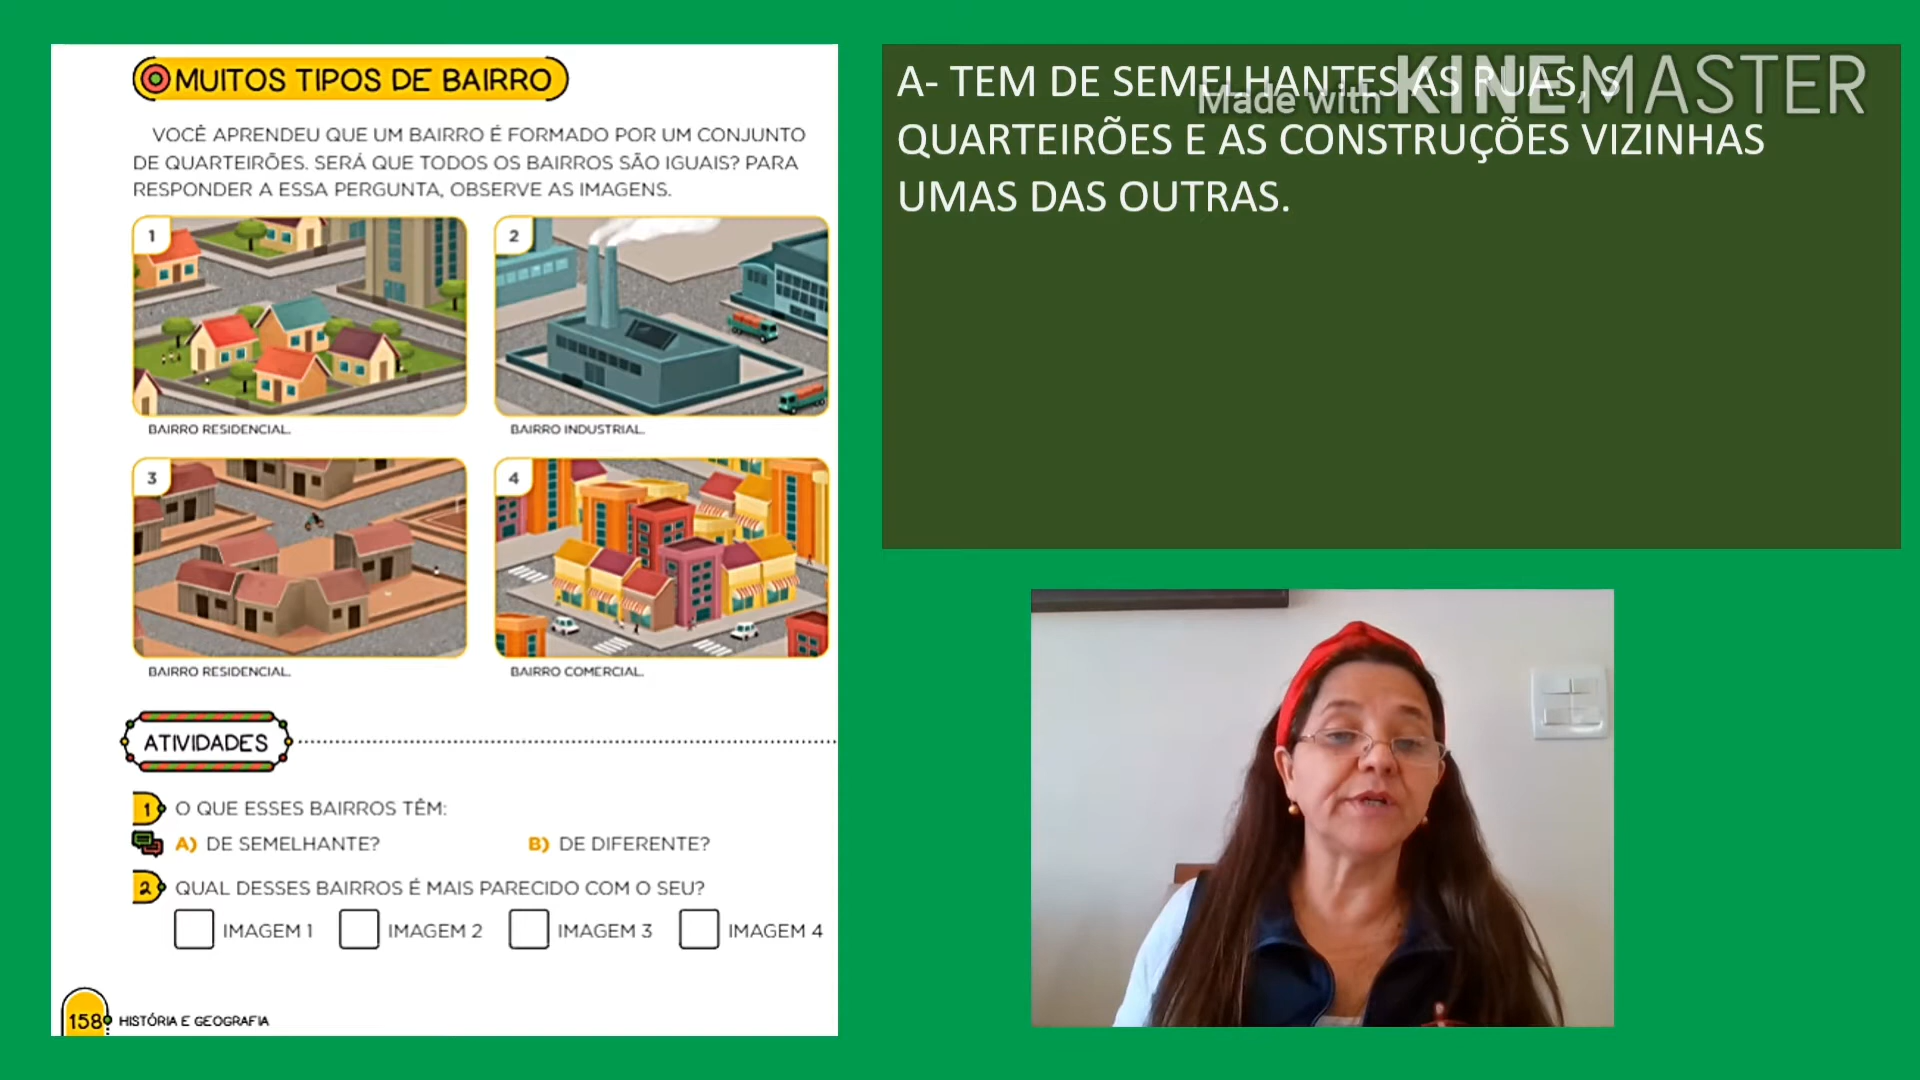 MUITOS TIPOS DE BAIRRO
VOCÊ APRENDEU QUE UM BAIRRO É FORMADO POR UM CONJUNTO
DE QUARTEIRÕES. SERÁ QUE TODOS OS BAIRROS SÃO IGUAIS? PARA
RESPONDER A ESSA PERGUNTA, OBSERVE AS IMAGENS.
1
2
BAIRRO RESIDENCIAL.
BAIRRO INDUSTRIAL.
3
4
BAIRRO RESIDENCIAL.
BAIRRO COMERCIAL.
ATIVIDADES
1 O QUE ESSES BAIRROS TÊM:
A) DE SEMELHANTE? B) DE DIFERENTE?
2 QUAL DESSES BAIRROS É MAIS PARECIDO COM O SEU?
IMAGEM 1 IMAGEM 2 IMAGEM 3 IMAGEM 4
158 HISTÓRIA E GEOGRAFIA
A- TEM DE SEMELHANTES AS RUAS, S
QUARTEIRÕES E AS CONSTRUÇÕES VIZINHAS
UMAS DAS OUTRAS.
Made with KINEMASTER